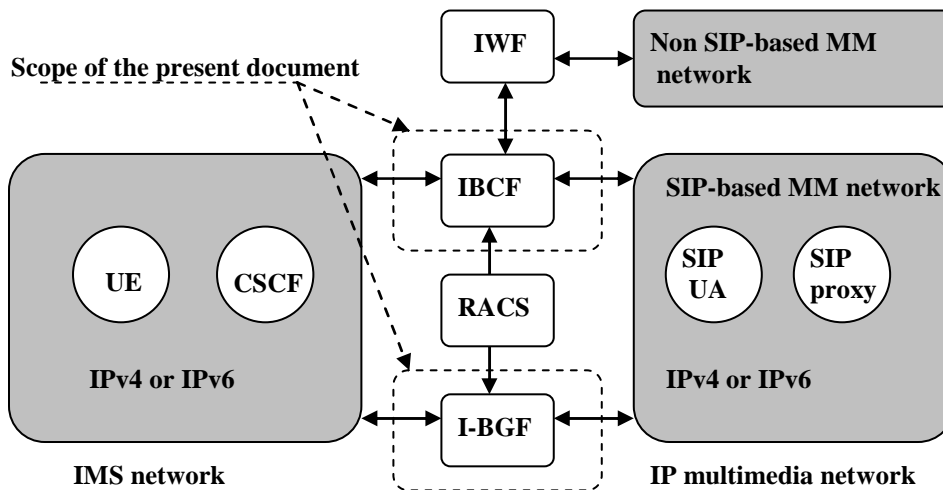 IWF
Non SIP-based MM
network
Scope of the present document
IBCF
SIP-based MM network
UE
CSCF
RACS
SIP
UA
SIP
proxy
IPv4 or IPv6
IPv4 or IPv6
I-BGF
IMS network
IP multimedia network